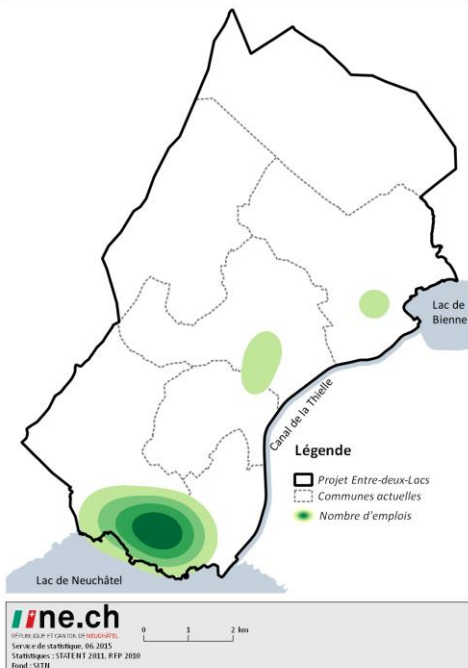 Lac de
Bienne
Canal de la Thielle
Légende
Projet Entre-deux-Lacs
Communes actuelles
Nombre d'emplois
Lac de Neuchâtel
ne.ch
RÉPUBLIQUE ET CANTON DE NEUCHÂTEL
0 1 2 km
Service de statistique, 06.2015
Statistiques : STATENT 2011, RFP 2010
Fond : SITN